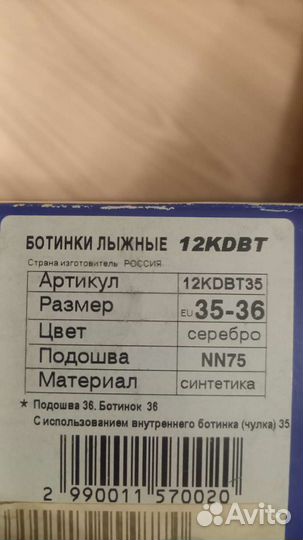 БОТИНКИ ЛЫЖНЫЕ 12KDBT
Страна изготовитель РОССИЯ
Артикул 12KDBT35
Размер EU 35-36
Цвет серебро
Подошва NN75
Материал синтетика
* Подошва 36. Ботинок 36
С использованием внутреннего ботинка (чулка) 35
2 990011 570020
Avito